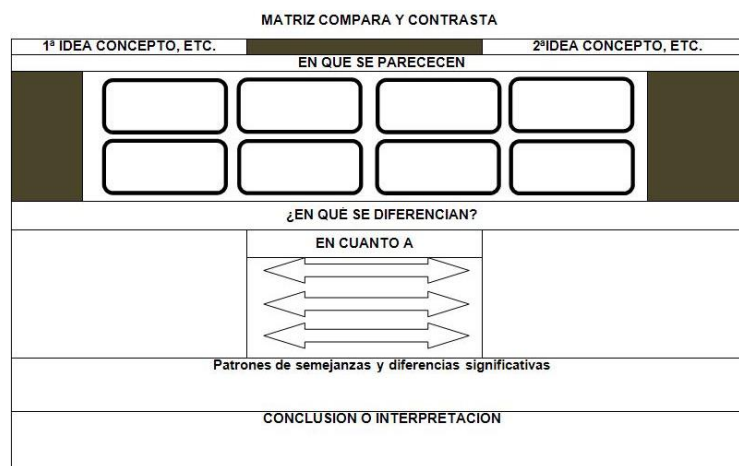 MATRIZ COMPARA Y CONTRASTA
1ª IDEA CONCEPTO, ETC.
2ªIDEA CONCEPTO, ETC.
EN QUE SE PARECECEN
¿EN QUÉ SE DIFERENCIAN?
EN CUANTO A
Patrones de semejanzas y diferencias significativas
CONCLUSION O INTERPRETACION